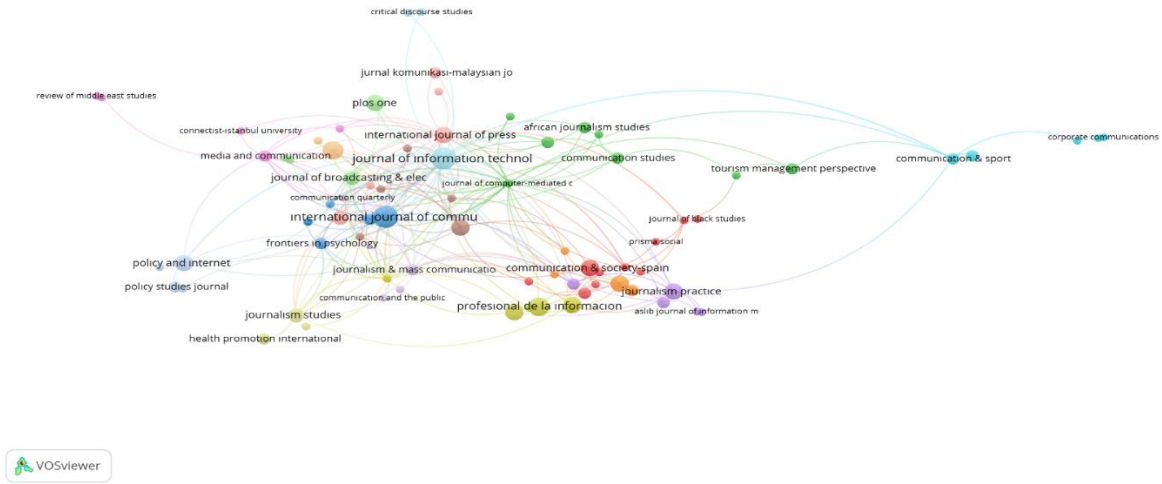 critical discourse studies
jurnal komunikasi-malaysian jo
review of middle east studies
plos one
connectist-istanbul university
international journal of press
african journalism studies
corporate communications
media and communication
journal of information technol
communication studies
communication & sport
journal of broadcasting & elec
journal of computer-mediated c
tourism management perspective
communication quarterly
international journal of commu
journal of black studies
frontiers in psychology
prisma social
policy and internet
journalism & mass communicatio
communication & society-spain
policy studies journal
communication and the public
journalism practice
journalism studies
profesional de la informacion
aslib journal of information m
health promotion international
VOSviewer